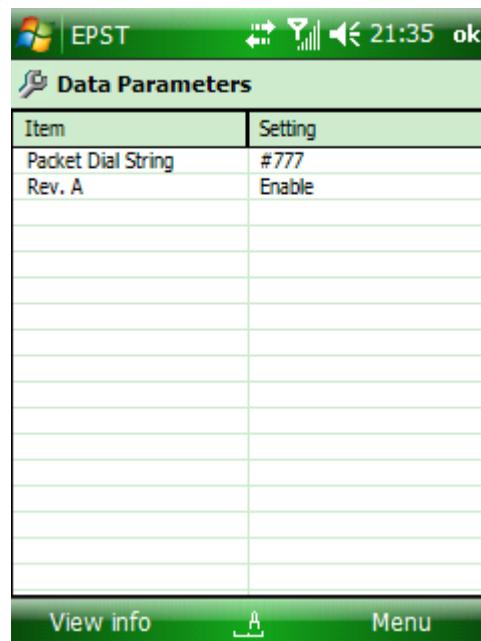 EPST 21:35 ok
Data Parameters
Item Setting
Packet Dial String #777
Rev. A Enable
View info A Menu